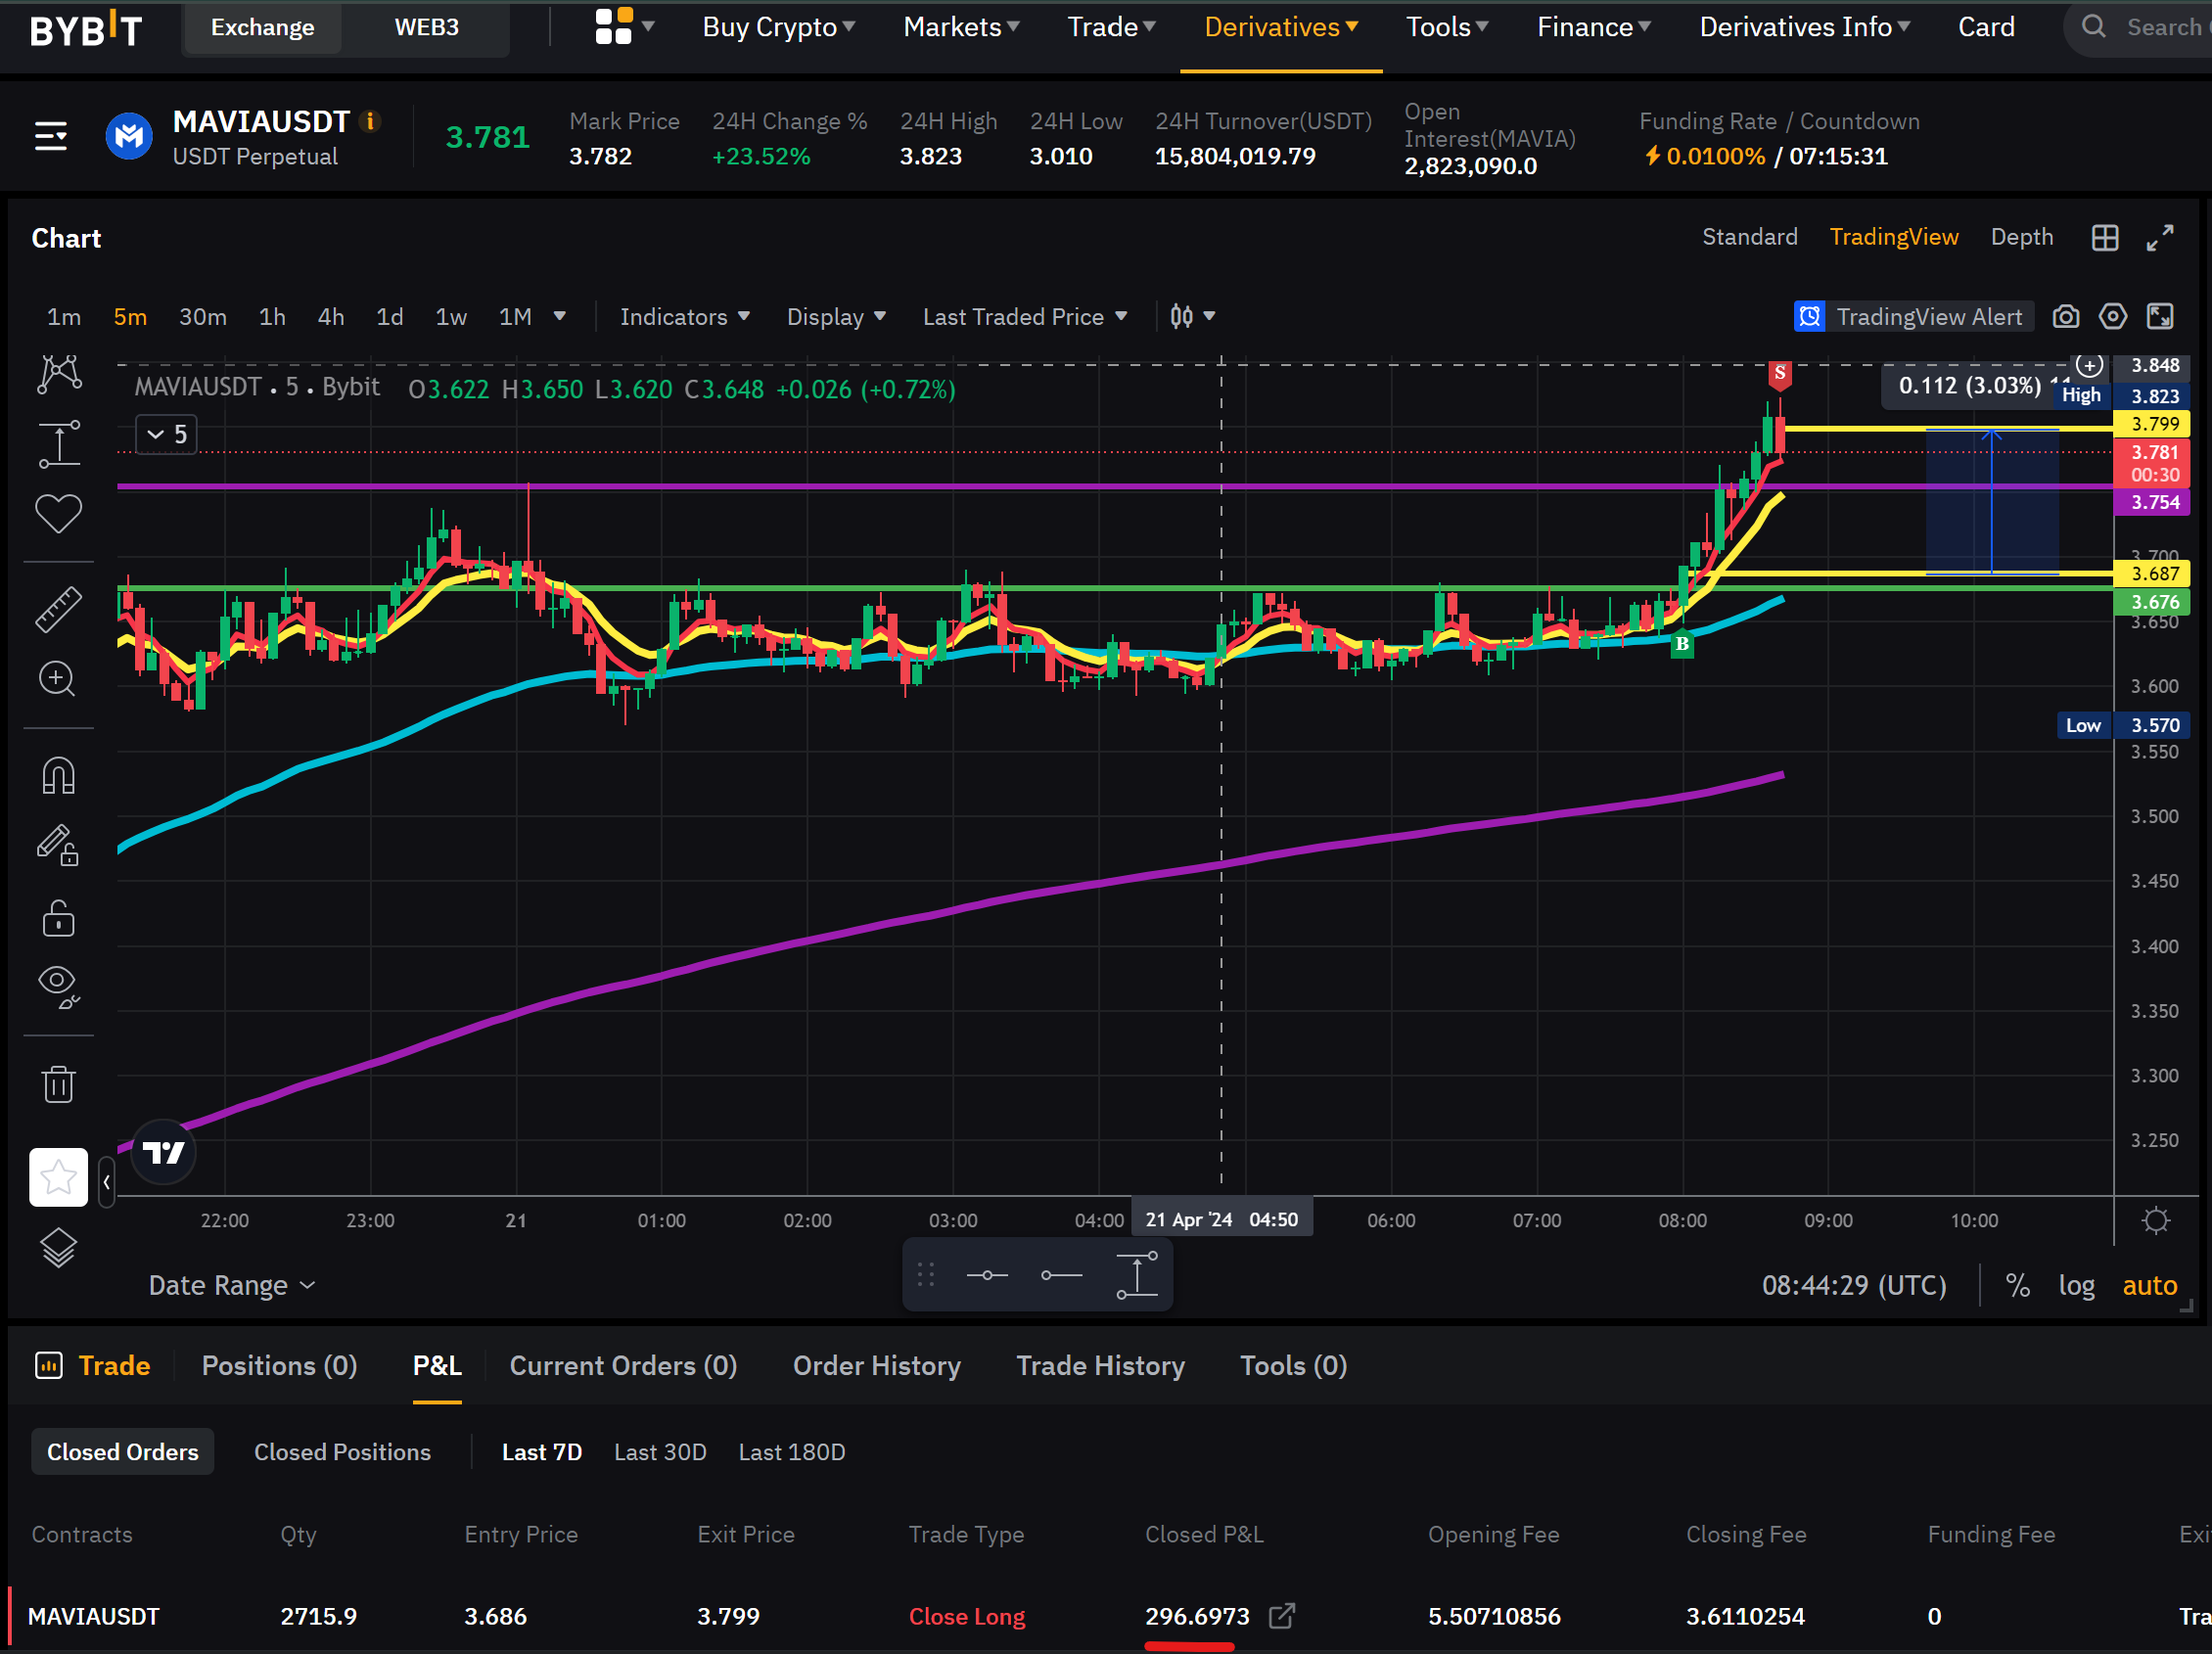 BYBIT Exchange WEB3 Buy Crypto Markets Trade Derivatives Tools Finance Derivatives Info Card Search
MAVIAUSDT i
USDT Perpetual
3.781
Mark Price
3.782
24H Change %
+23.52%
24H High
3.823
24H Low
3.010
24H Turnover(USDT)
15,804,019.79
Open
Interest(MAVIA)
2,823,090.0
Funding Rate / Countdown
0.0100% / 07:15:31
Chart
Standard TradingView Depth
1m 5m 30m 1h 4h 1d 1w 1M Indicators Display Last Traded Price TradingView Alert
MAVIAUSDT • 5 • Bybit O3.622 H3.650 L3.620 C3.648 +0.026 (+0.72%)
5
S
B
0.112 (3.03%)
3.848
High 3.823
3.799
3.781
00:30
3.754
3.700
3.687
3.676
3.650
3.600
Low 3.570
3.550
3.500
3.450
3.400
3.350
3.300
3.250
22:00 23:00 21 01:00 02:00 03:00 04:00 21 Apr '24 04:50 06:00 07:00 08:00 09:00 10:00
Date Range
08:44:29 (UTC) % log auto
Trade Positions (0) P&L Current Orders (0) Order History Trade History Tools (0)
Closed Orders Closed Positions Last 7D Last 30D Last 180D
Contracts Qty Entry Price Exit Price Trade Type Closed P&L Opening Fee Closing Fee Funding Fee Exi
MAVIAUSDT 2715.9 3.686 3.799 Close Long 296.6973 5.50710856 3.6110254 0 Tra